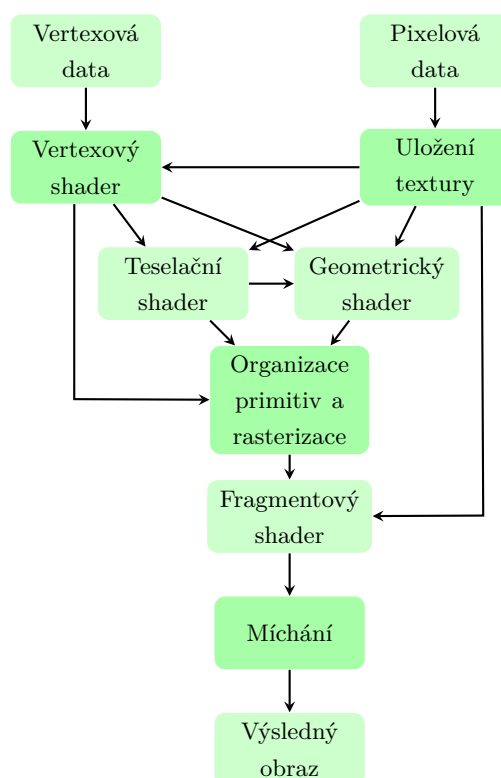 Vertexová
data
Pixelová
data
Vertexový
shader
Uložení
textury
Teselační
shader
Geometrický
shader
Organizace
primitiv a
rasterizace
Fragmentový
shader
Míchání
Výsledný
obraz